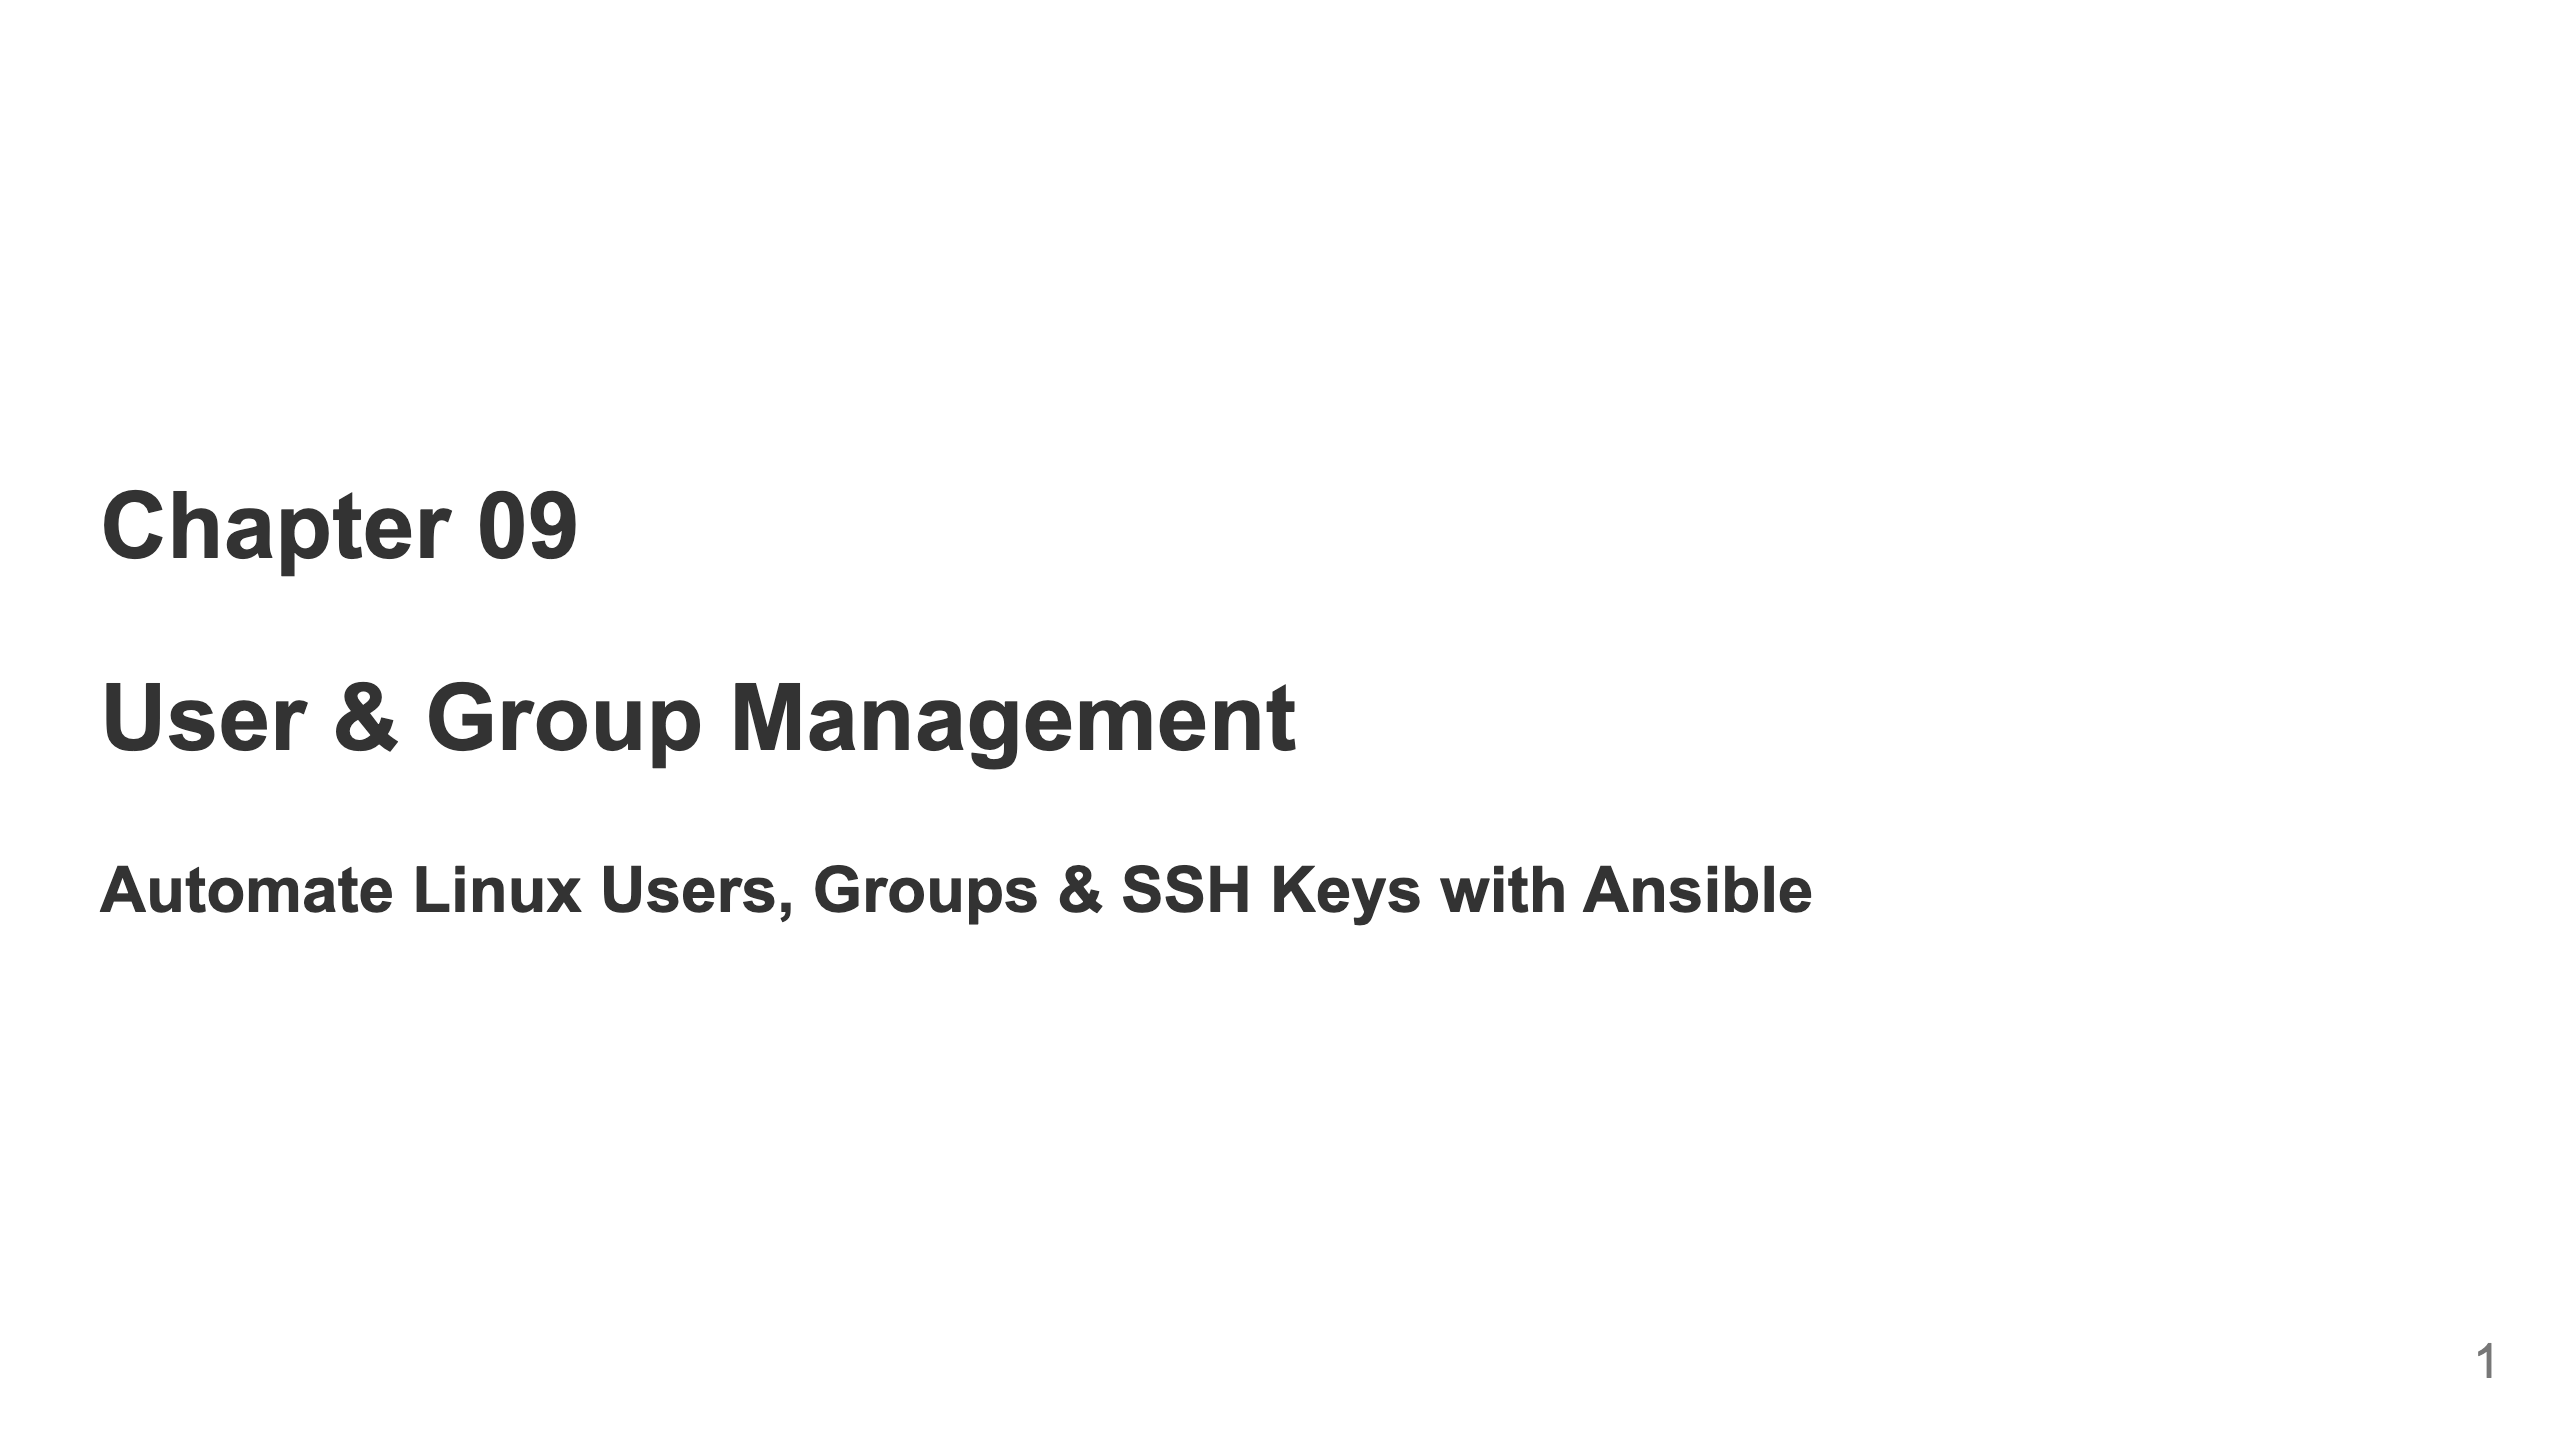 Chapter 09
User & Group Management
Automate Linux Users, Groups & SSH Keys with Ansible
1